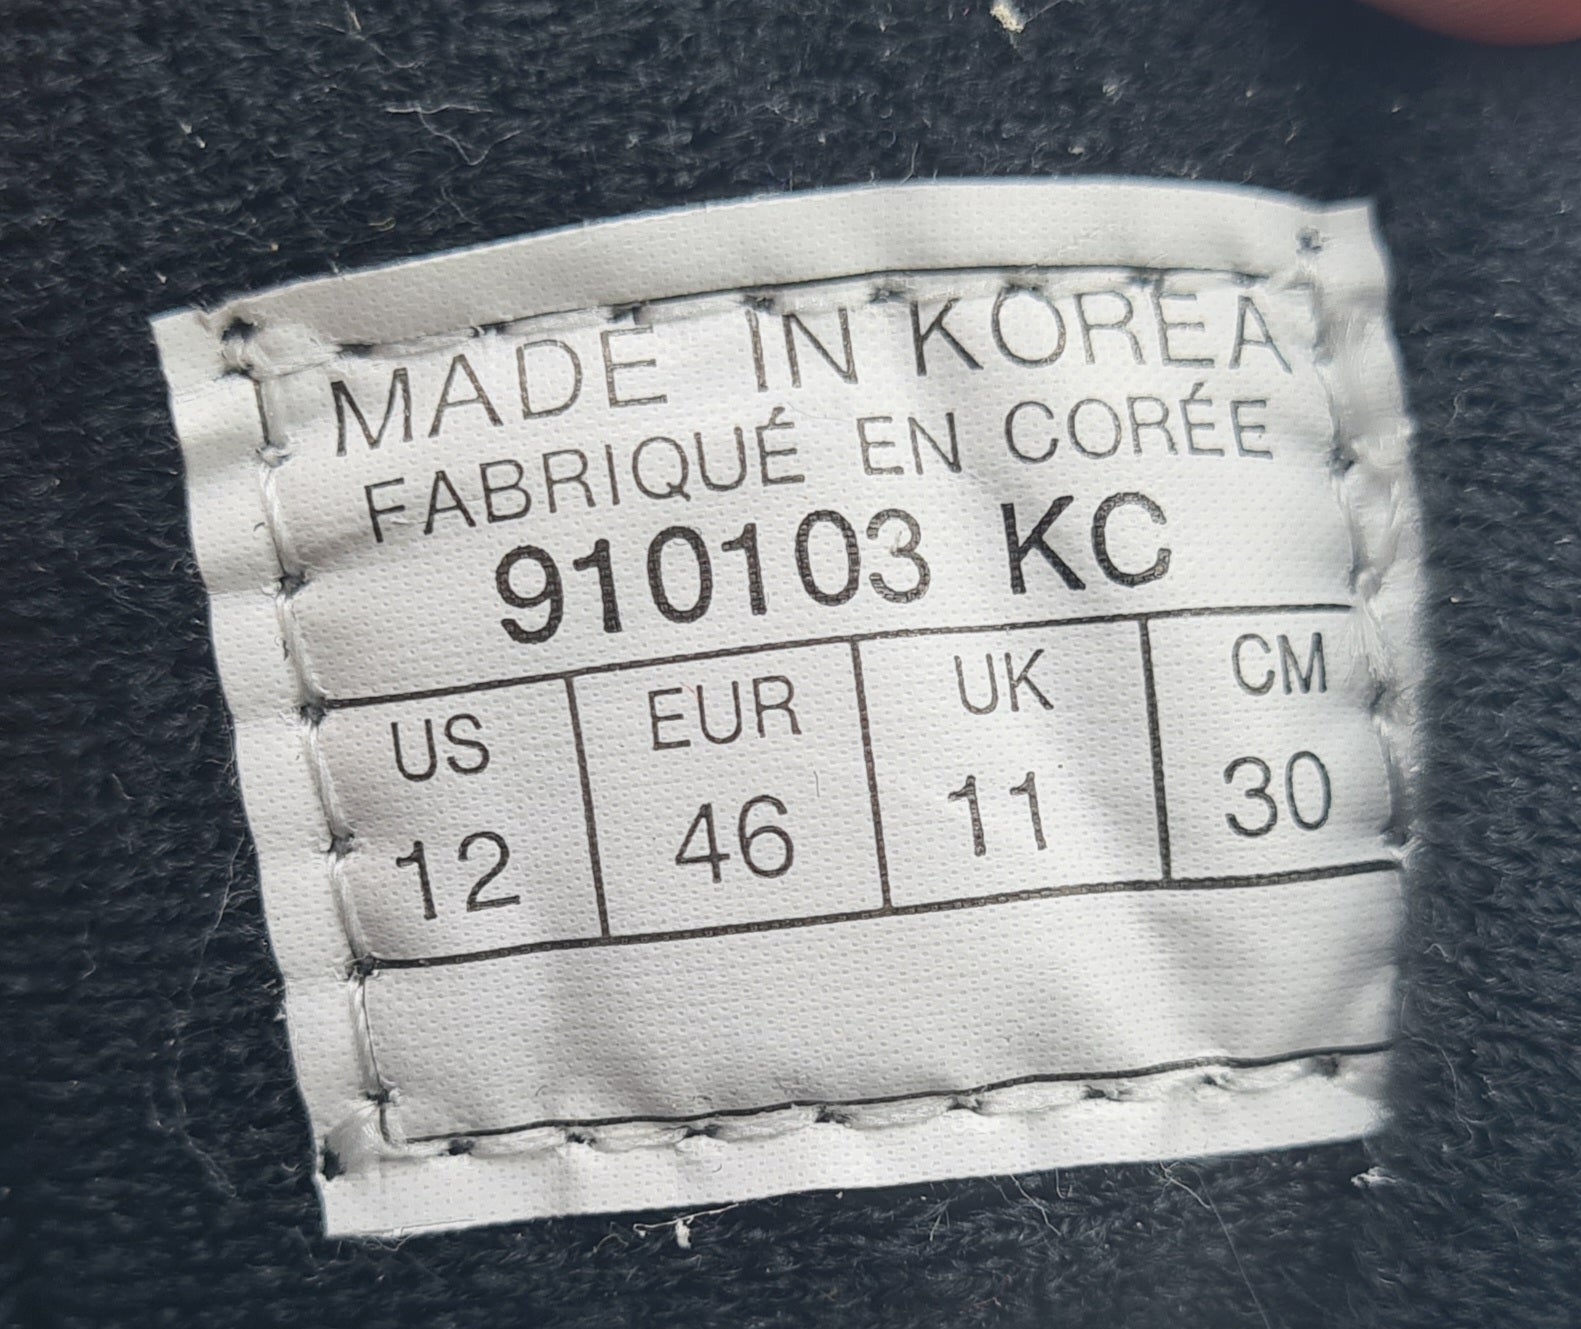 MADE IN KOREA
FABRIQUÉ EN CORÉE
910103 KC
US EUR UK CM
12 46 11 30